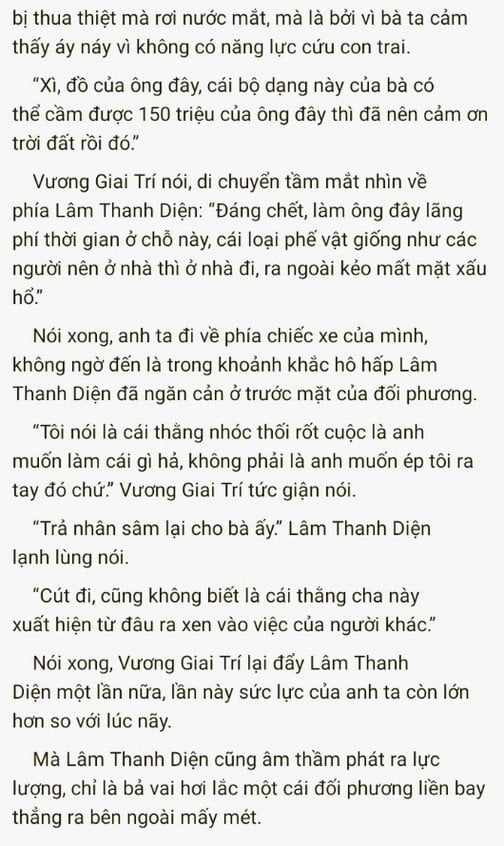 bị thua thiệt mà rơi nước mắt, mà là bởi vì bà ta cảm
thấy áy náy vì không có năng lực cứu con trai.
“Xì, đồ của ông đây, cái bộ dạng này của bà có
thể cầm được 150 triệu của ông đây thì đã nên cảm ơn
trời đất rồi đó.”
Vương Giai Trí nói, di chuyển tầm mắt nhìn về
phía Lâm Thanh Diện: “Đáng chết, làm ông đây lãng
phí thời gian ở chỗ này, cái loại phế vật giống như các
người nên ở nhà thì ở nhà đi, ra ngoài kẻo mất mặt xấu
hổ.”
Nói xong, anh ta đi về phía chiếc xe của mình,
không ngờ đến là trong khoảnh khắc hô hấp Lâm
Thanh Diện đã ngăn cản ở trước mặt của đối phương.
“Tôi nói là cái thằng nhóc thối rốt cuộc là anh
muốn làm cái gì hả, không phải là anh muốn ép tôi ra
tay đó chứ.” Vương Giai Trí tức giận nói.
“Trả nhân sâm lại cho bà ấy.” Lâm Thanh Diện
lạnh lùng nói.
“Cút đi, cũng không biết là cái thằng cha này
xuất hiện từ đâu ra xen vào việc của người khác.”
Nói xong, Vương Giai Trí lại đẩy Lâm Thanh
Diện một lần nữa, lần này sức lực của anh ta còn lớn
hơn so với lúc nãy.
Mà Lâm Thanh Diện cũng âm thầm phát ra lực
lượng, chỉ là bả vai hơi lắc một cái đối phương liền bay
thẳng ra bên ngoài mấy mét.